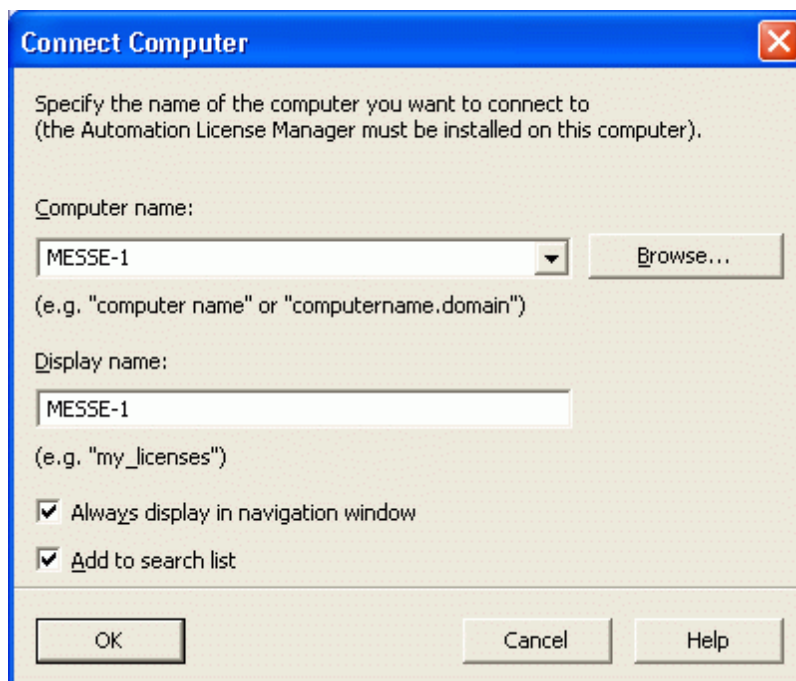 Connect Computer
Specify the name of the computer you want to connect to
(the Automation License Manager must be installed on this computer).
Computer name:
MESSE-1
Browse...
(e.g. "computer name" or "computername.domain")
Display name:
MESSE-1
(e.g. "my_licenses")
Always display in navigation window
Add to search list
OK
Cancel
Help